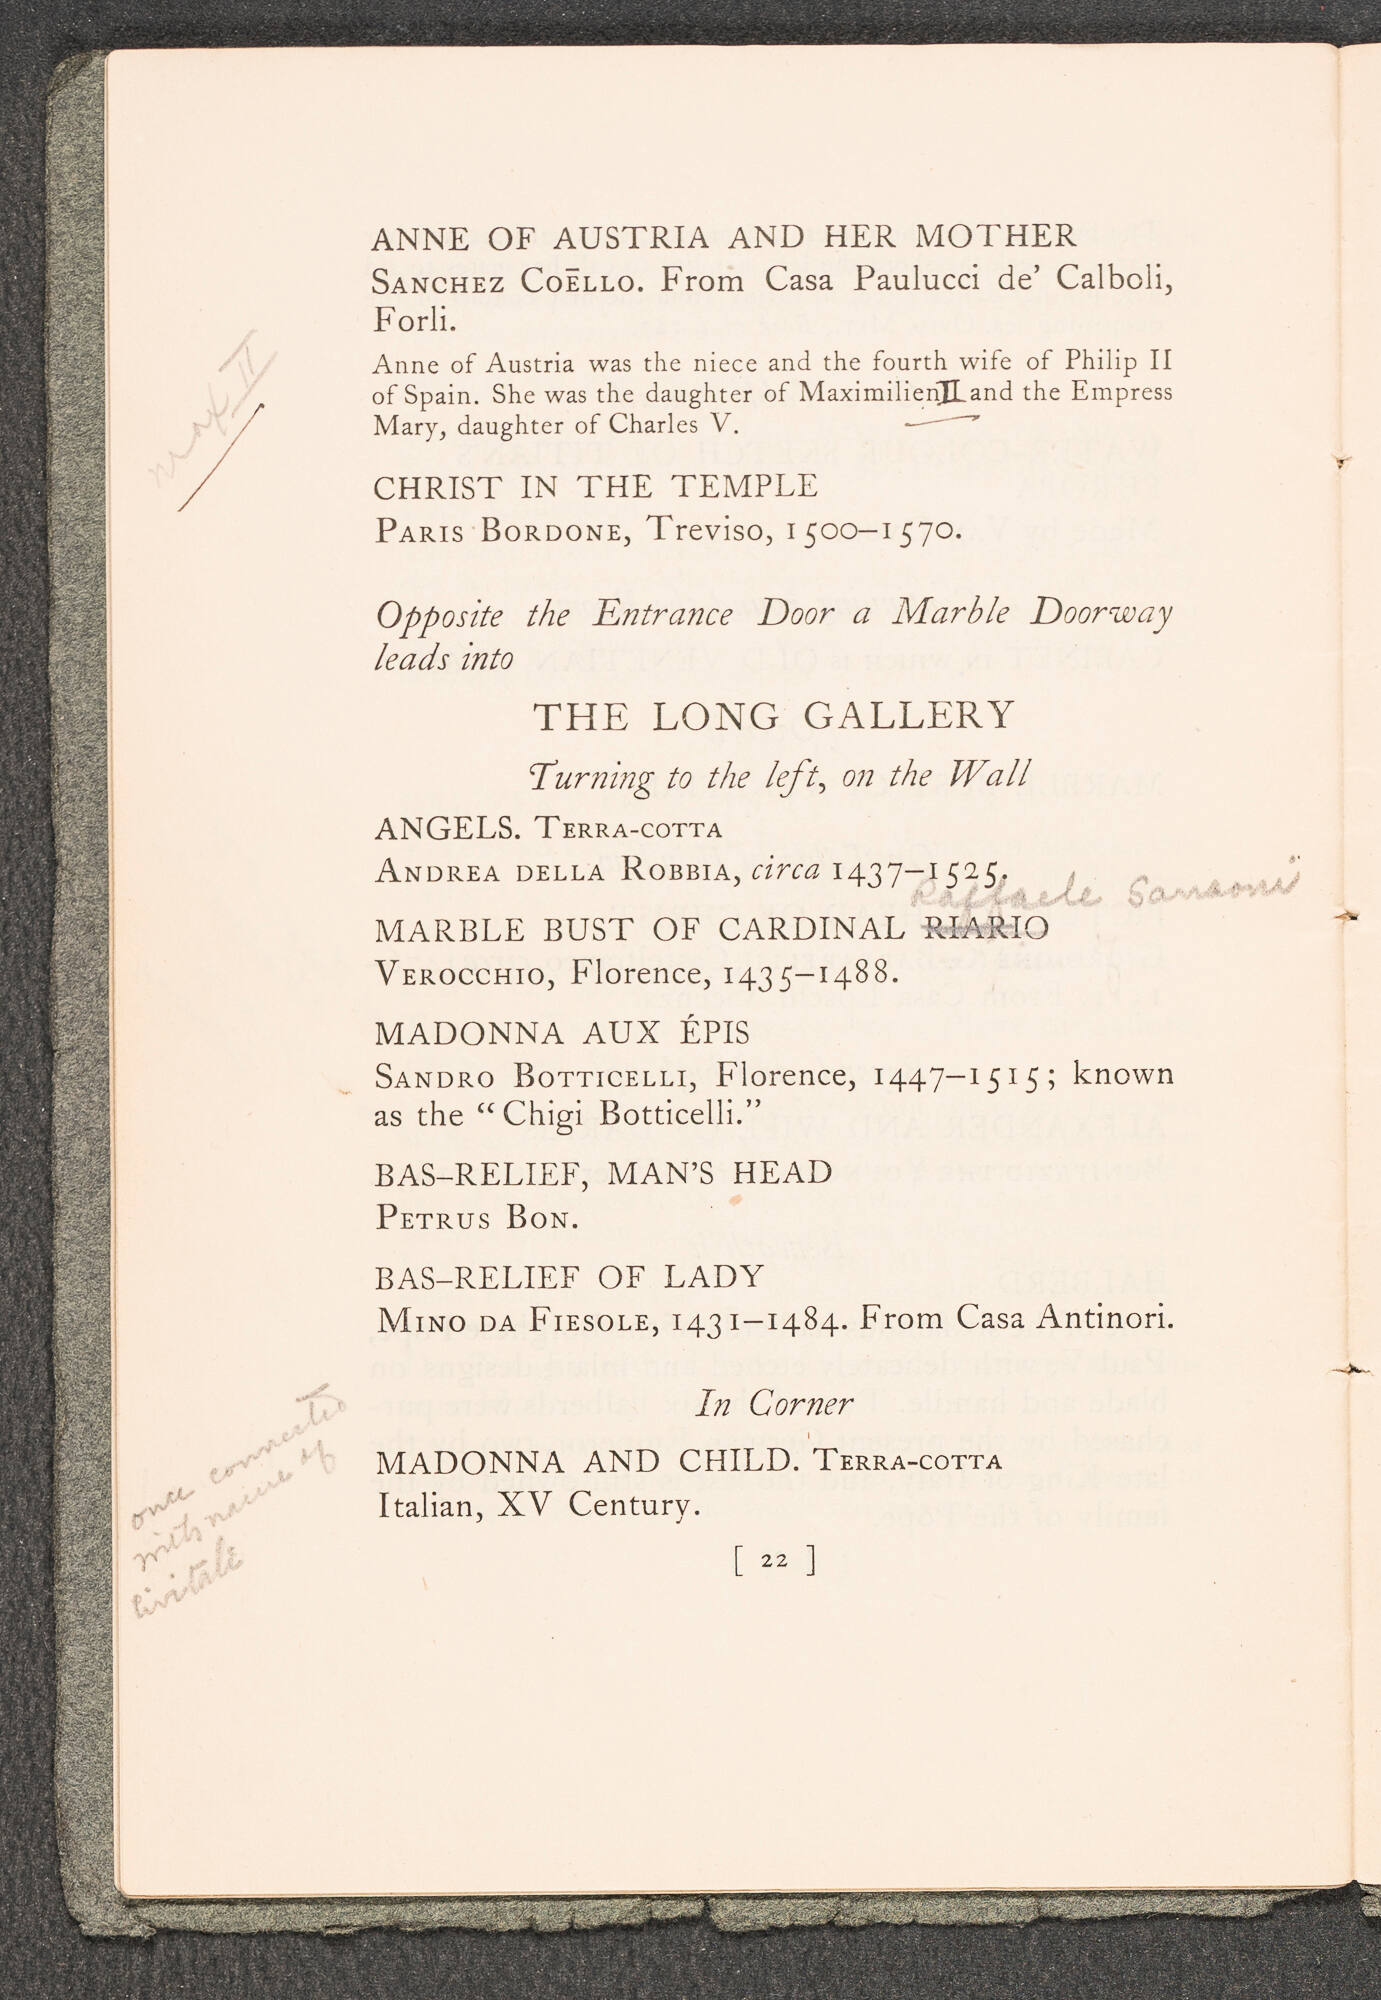 ANNE OF AUSTRIA AND HER MOTHER
SANCHEZ COËLLO. From Casa Paulucci de' Calboli,
Forli.
Anne of Austria was the niece and the fourth wife of Philip II
of Spain. She was the daughter of Maximilien II and the Empress
Mary, daughter of Charles V.
Max II
CHRIST IN THE TEMPLE
PARIS BORDONE, Treviso, 1500–1570.
Opposite the Entrance Door a Marble Doorway
leads into
THE LONG GALLERY
Turning to the left, on the Wall
ANGELS. TERRA-COTTA
ANDREA DELLA ROBBIA, circa 1437–1525.
Raffaele Sansoni
MARBLE BUST OF CARDINAL RIARIO
VEROCCHIO, Florence, 1435–1488.
MADONNA AUX ÉPIS
SANDRO BOTTICELLI, Florence, 1447–1515; known
as the "Chigi Botticelli."
BAS-RELIEF, MAN'S HEAD
PETRUS BON.
BAS-RELIEF OF LADY
MINO DA FIESOLE, 1431–1484. From Casa Antinori.
In Corner
MADONNA AND CHILD. TERRA-COTTA
Italian, XV Century.
once connected
with name of
Civitale
[ 22 ]